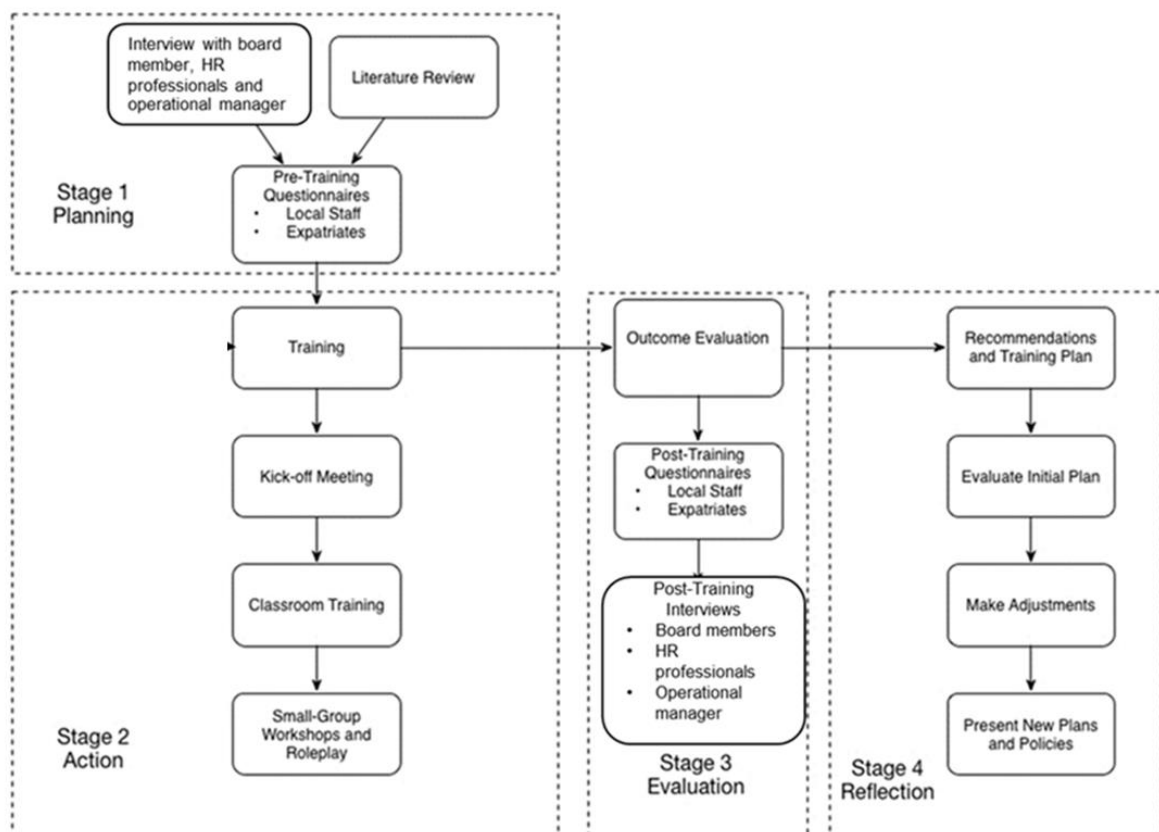 Interview with board
member, HR
professionals and
operational manager
Literature Review
Pre-Training
Questionnaires
• Local Staff
• Expatriates
Stage 1
Planning
Training
Kick-off Meeting
Classroom Training
Small-Group
Workshops and
Roleplay
Stage 2
Action
Outcome Evaluation
Post-Training
Questionnaires
• Local Staff
• Expatriates
Post-Training
Interviews
• Board members
• HR
professionals
• Operational
manager
Stage 3
Evaluation
Recommendations
and Training Plan
Evaluate Initial Plan
Make Adjustments
Present New Plans
and Policies
Stage 4
Reflection